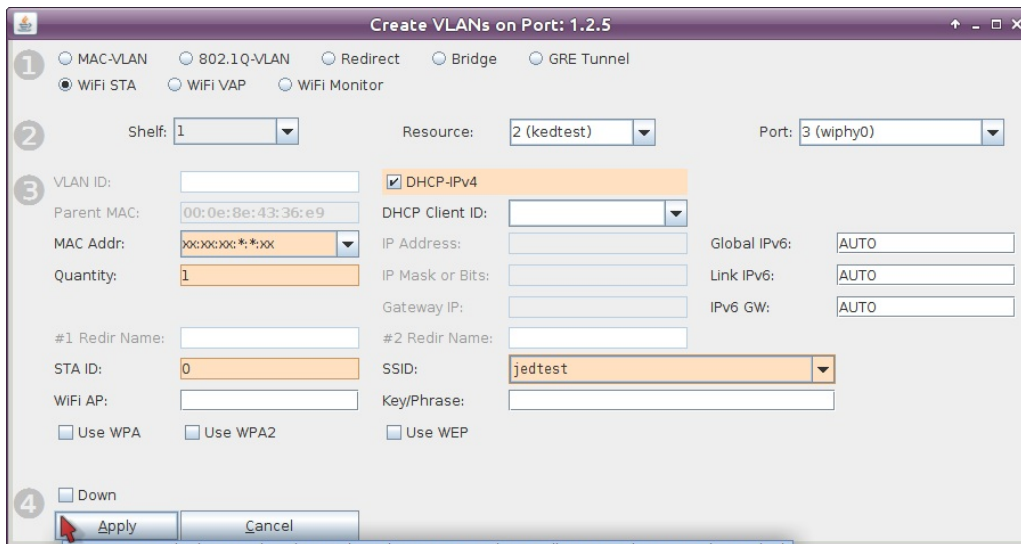 Create VLANs on Port: 1.2.5
1
MAC-VLAN 802.1Q-VLAN Redirect Bridge GRE Tunnel
WiFi STA WiFi VAP WiFi Monitor
2
Shelf: 1 Resource: 2 (kedtest) Port: 3 (wiphy0)
3
VLAN ID: DHCP-IPv4
Parent MAC: 00:0e:8e:43:36:e9 DHCP Client ID:
MAC Addr: xx:xx:xx:*:*:xx IP Address: Global IPv6: AUTO
Quantity: 1 IP Mask or Bits: Link IPv6: AUTO
Gateway IP: IPv6 GW: AUTO
#1 Redir Name: #2 Redir Name:
STA ID: 0 SSID: jedtest
WiFi AP: Key/Phrase:
Use WPA Use WPA2 Use WEP
4
Down
Apply Cancel